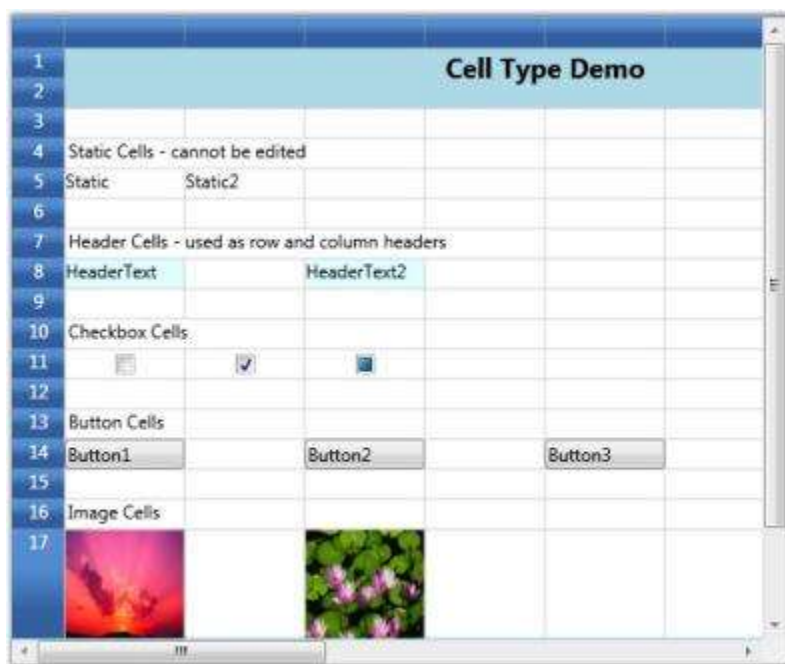 1 Cell Type Demo
2
3
4 Static Cells - cannot be edited
5 Static Static2
6
7 Header Cells - used as row and column headers
8 HeaderText HeaderText2
9
10 Checkbox Cells
11
12
13 Button Cells
14 Button1 Button2 Button3
15
16 Image Cells
17